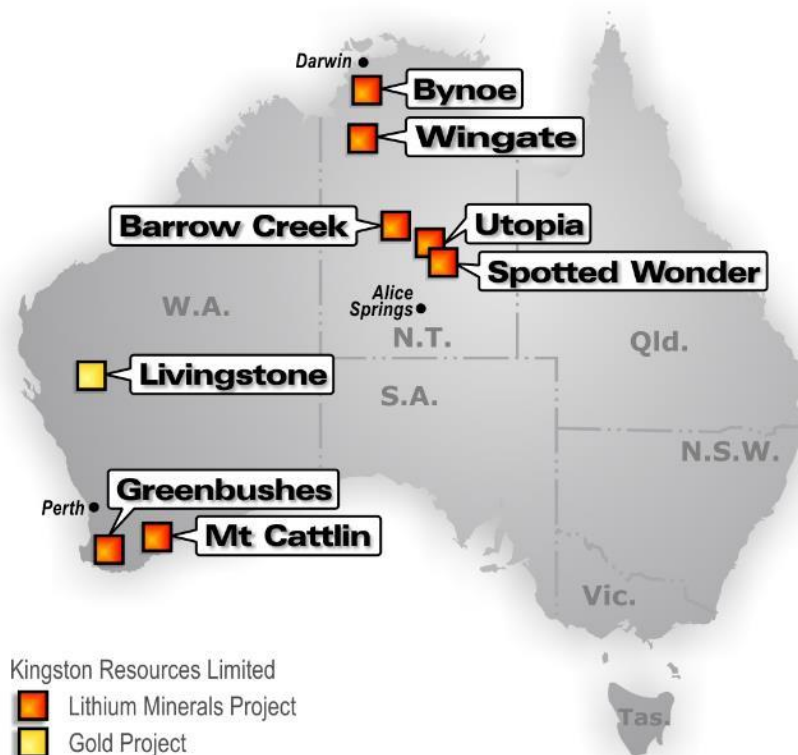 Darwin
Bynoe
Wingate
Barrow Creek
Utopia
Spotted Wonder
Alice
Springs
W.A.
N.T.
Qld.
Livingstone
S.A.
N.S.W.
Greenbushes
Perth
Mt Cattlin
Vic.
Kingston Resources Limited
Lithium Minerals Project
Tas.
Gold Project